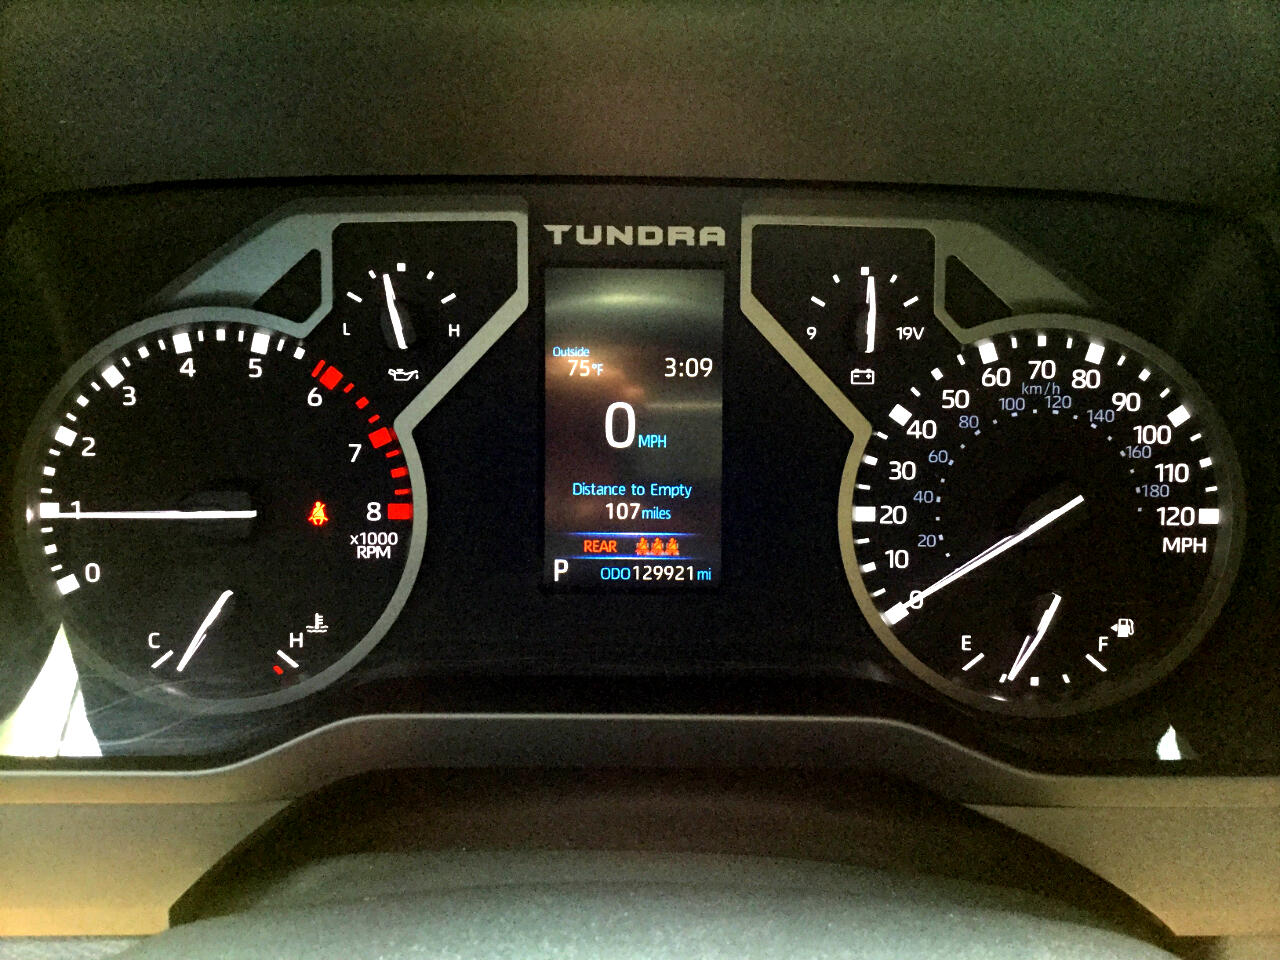 TUNDRA
L H
9 19V
Outside
75°F 3:09
0 MPH
Distance to Empty
107 miles
REAR
P ODO 129921 mi
0 1 2 3 4 5 6 7 8
x1000
RPM
C H
0 10 20 30 40 50 60 70 80 90 100 110 120
MPH
km/h
20 40 60 80 100 120 140 160 180
E F